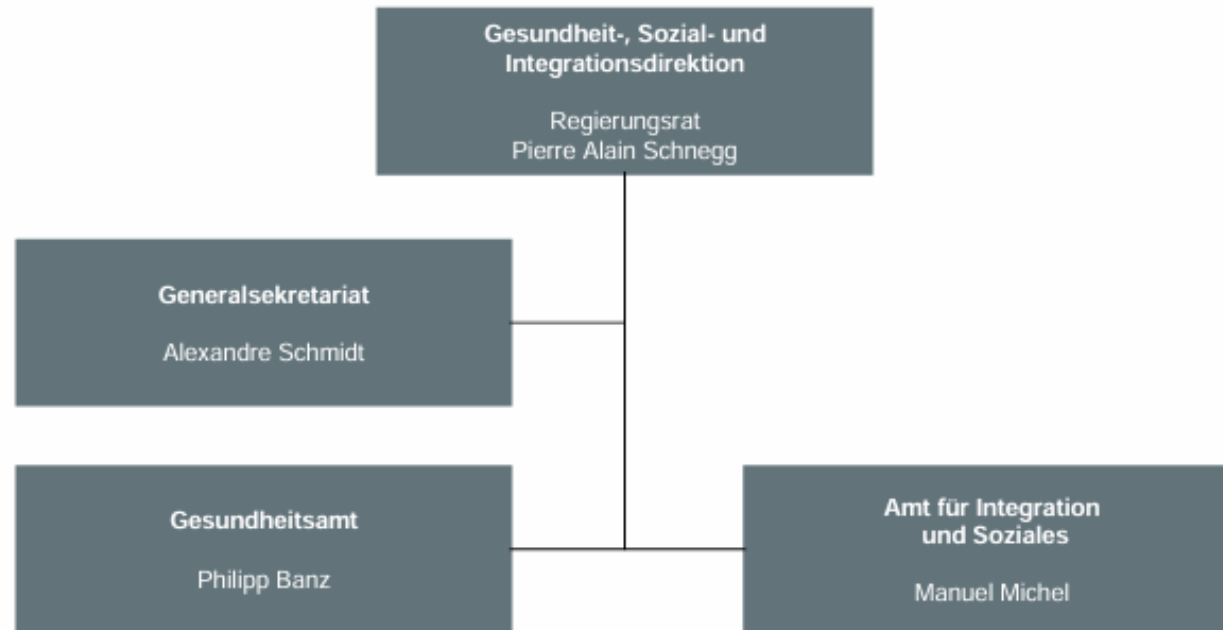 Gesundheit-, Sozial- und
Integrationsdirektion
Regierungsrat
Pierre Alain Schnegg
Generalsekretariat
Alexandre Schmidt
Gesundheitsamt
Philipp Banz
Amt für Integration
und Soziales
Manuel Michel